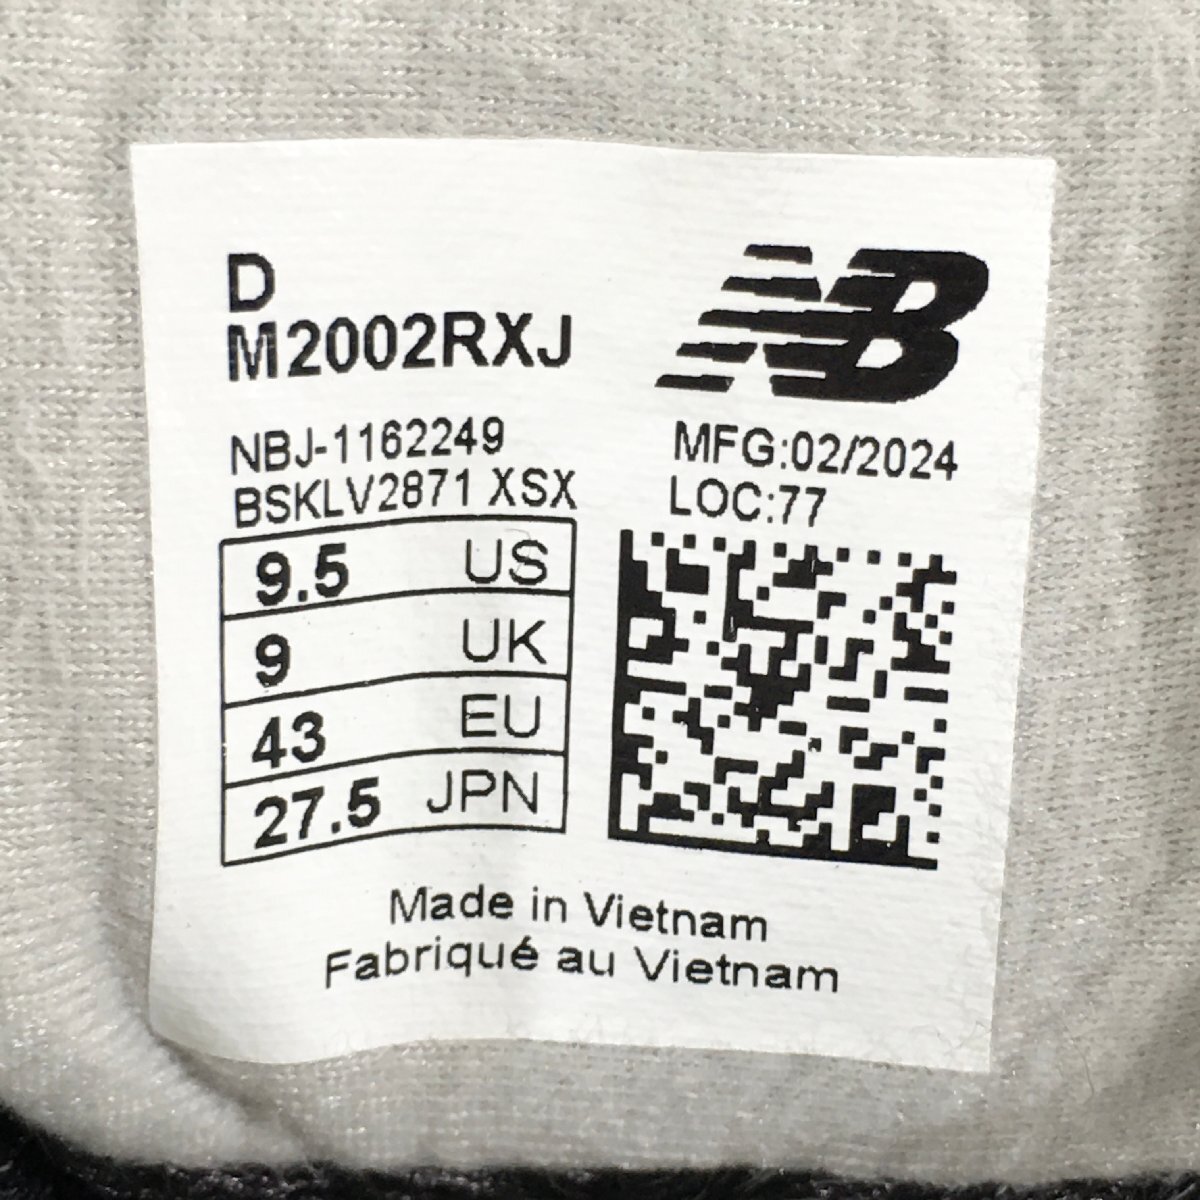 D
M2002RXJ
NB
NBJ-1162249
BSKLV2871 XSX
MFG:02/2024
LOC:77
9.5 US
9 UK
43 EU
27.5 JPN
Made in Vietnam
Fabriqué au Vietnam